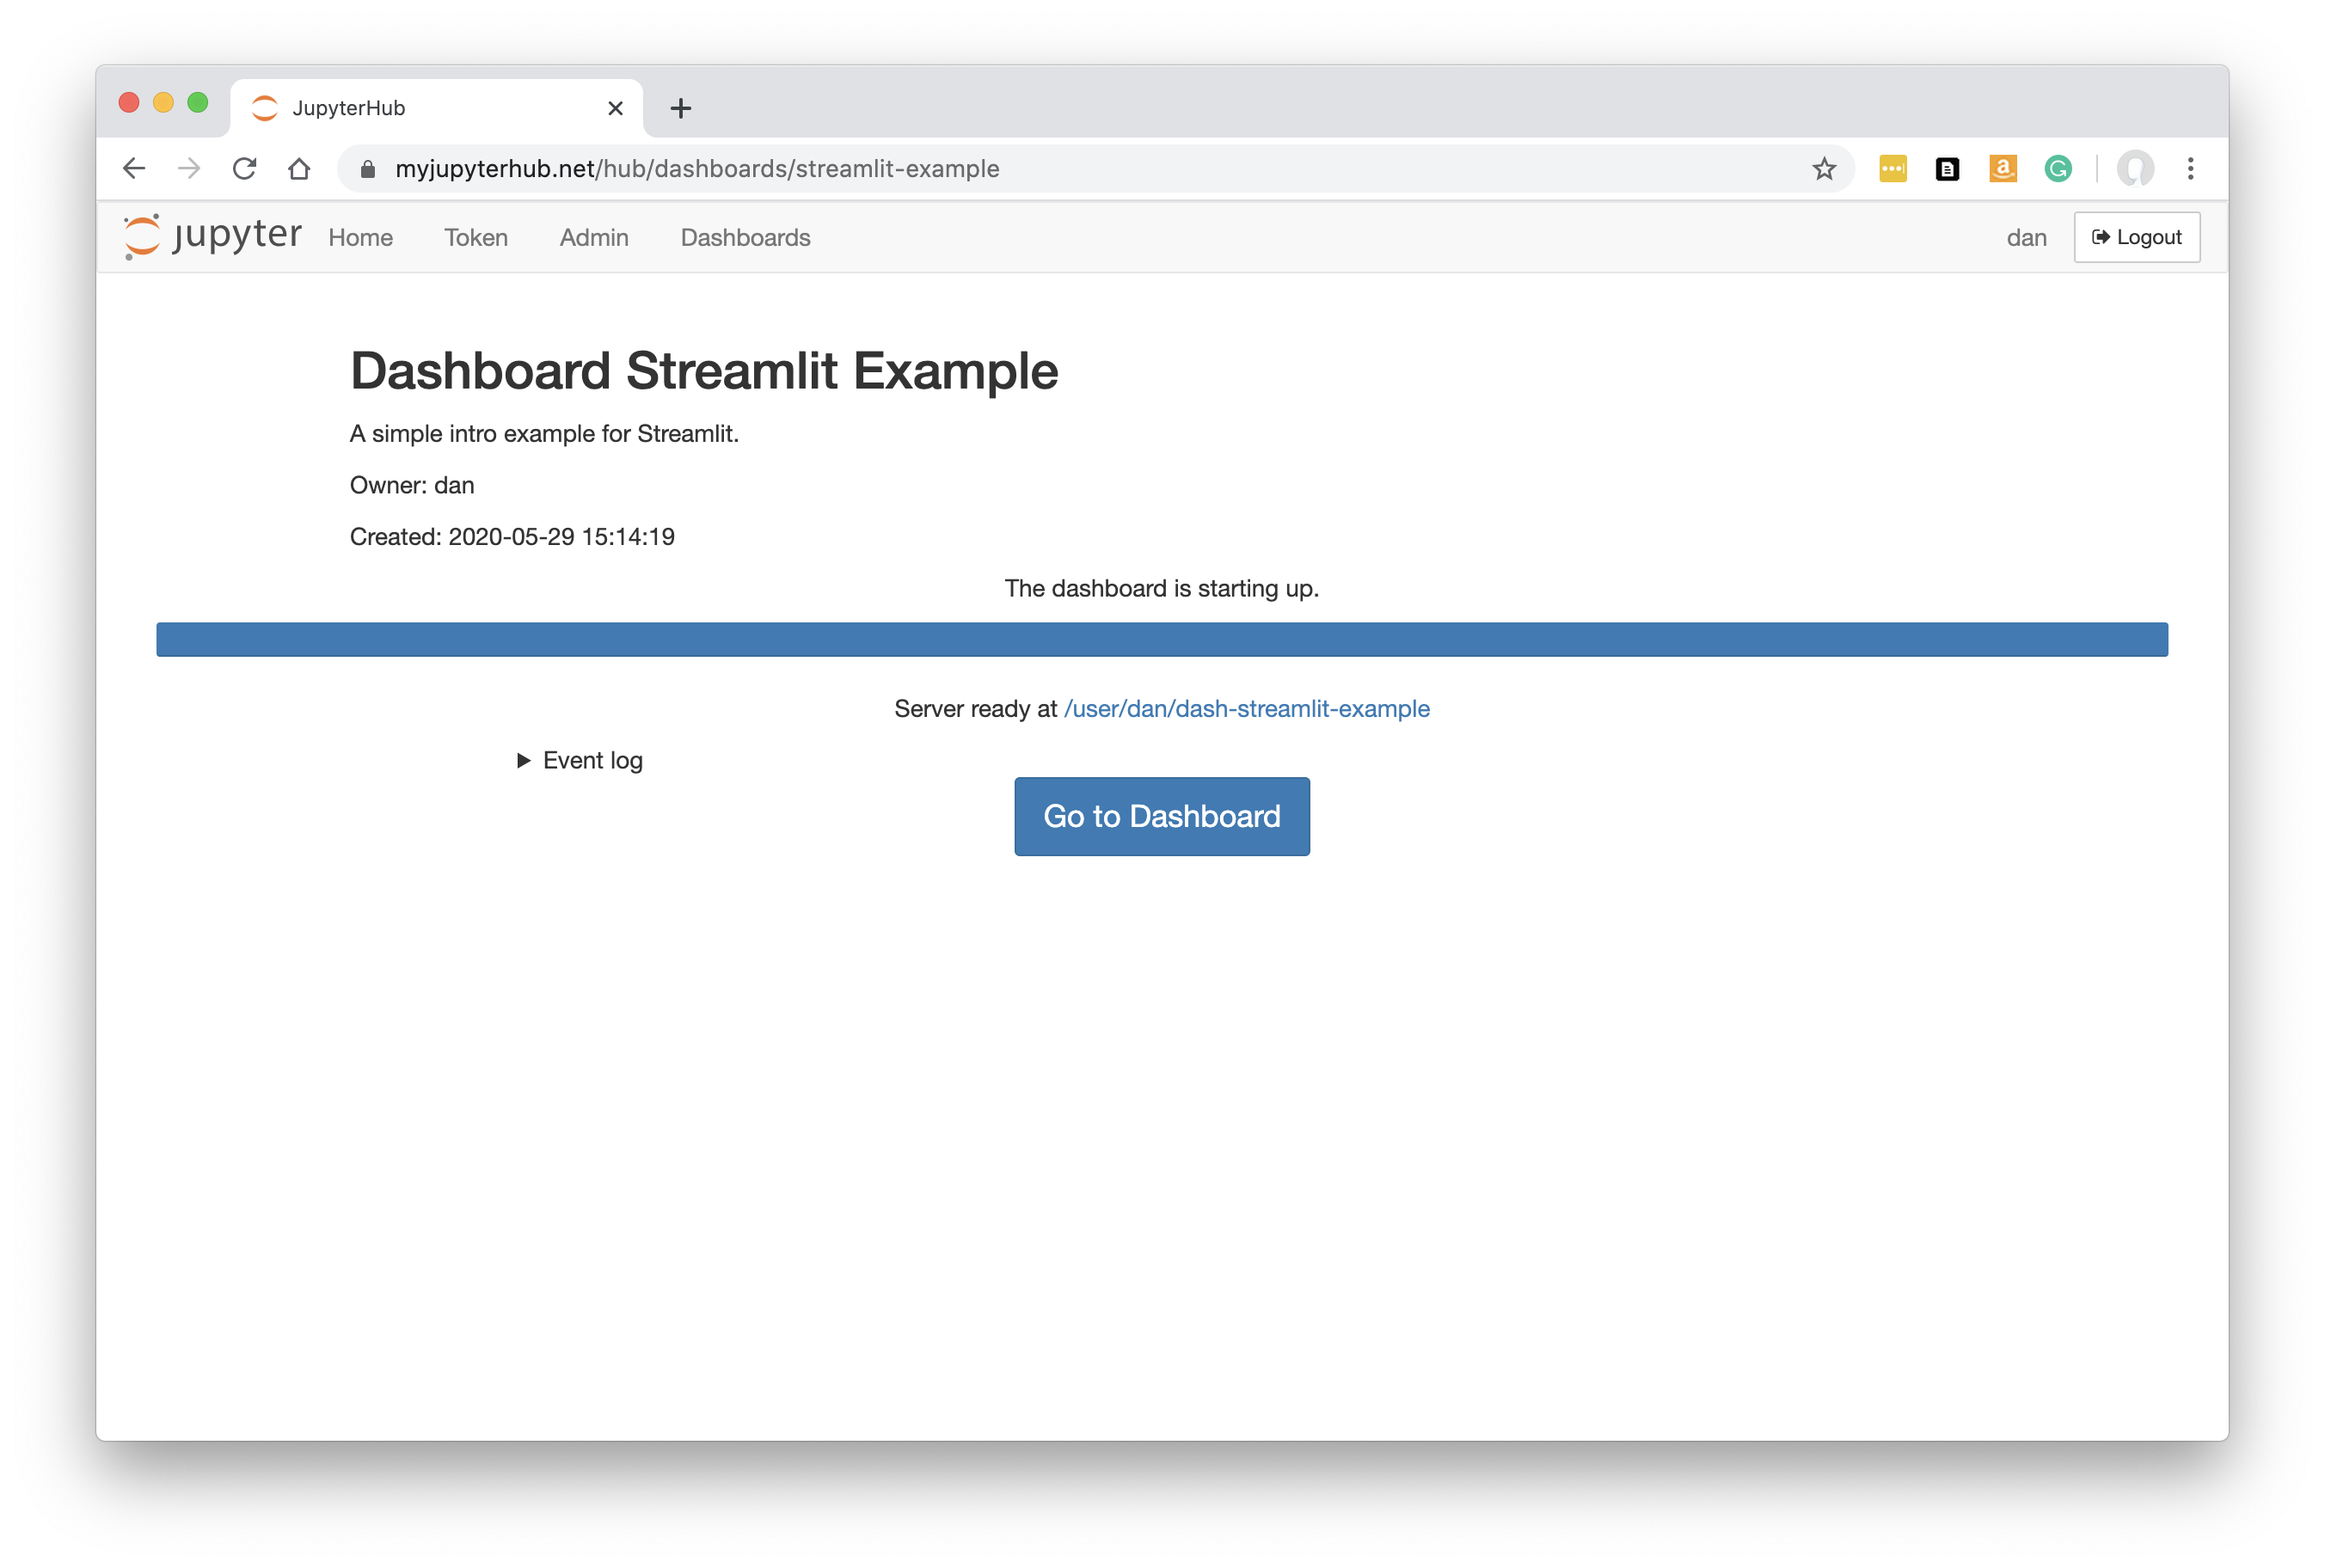 JupyterHub
myjupyterhub.net/hub/dashboards/streamlit-example
jupyter Home Token Admin Dashboards dan Logout
Dashboard Streamlit Example
A simple intro example for Streamlit.
Owner: dan
Created: 2020-05-29 15:14:19
The dashboard is starting up.
Server ready at /user/dan/dash-streamlit-example
Event log
Go to Dashboard